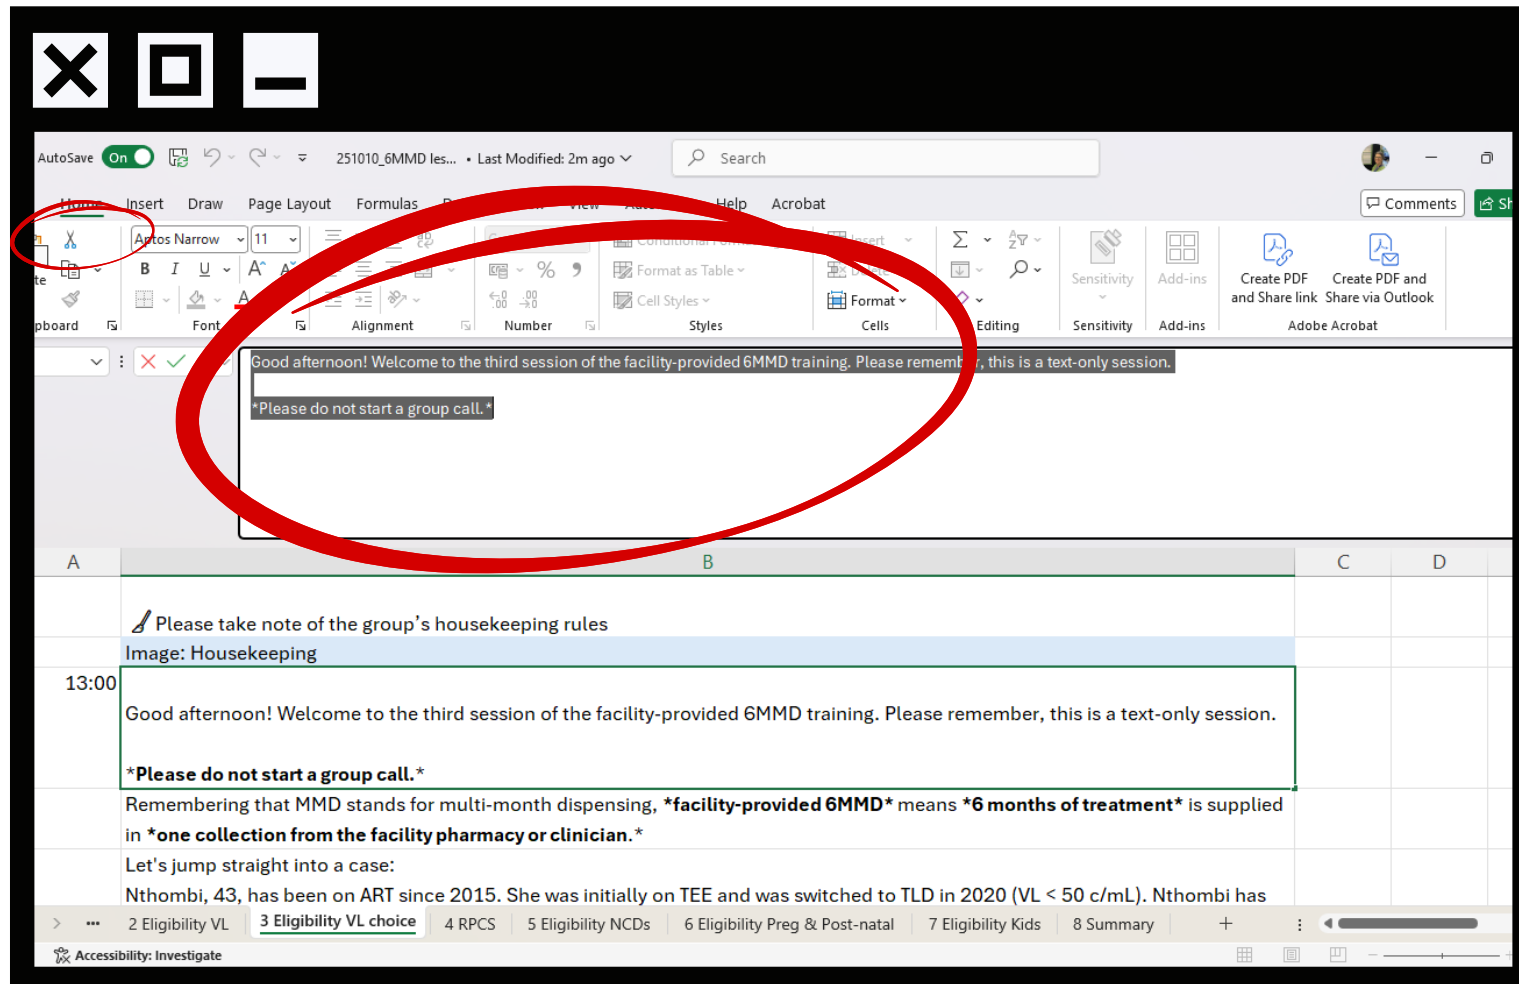 AutoSave On 251010_6MMD les... • Last Modified: 2m ago Search
Insert Draw Page Layout Formulas Help Acrobat Comments
Aptos Narrow 11 Insert
B I U A A Format as Table Delete Sensitivity Add-ins Create PDF and Share link Create PDF and Share via Outlook
A % Cell Styles Format
Font Alignment Number Styles Cells Editing Sensitivity Add-ins Adobe Acrobat
Good afternoon! Welcome to the third session of the facility-provided 6MMD training. Please remember, this is a text-only session.
*Please do not start a group call.*
A B C D
Please take note of the group's housekeeping rules
Image: Housekeeping
13:00
Good afternoon! Welcome to the third session of the facility-provided 6MMD training. Please remember, this is a text-only session.
*Please do not start a group call.*
Remembering that MMD stands for multi-month dispensing, *facility-provided 6MMD* means *6 months of treatment* is supplied
in *one collection from the facility pharmacy or clinician.*
Let's jump straight into a case:
Nthombi, 43, has been on ART since 2015. She was initially on TEE and was switched to TLD in 2020 (VL < 50 c/mL). Nthombi has
2 Eligibility VL 3 Eligibility VL choice 4 RPCS 5 Eligibility NCDs 6 Eligibility Preg & Post-natal 7 Eligibility Kids 8 Summary
Accessibility: Investigate